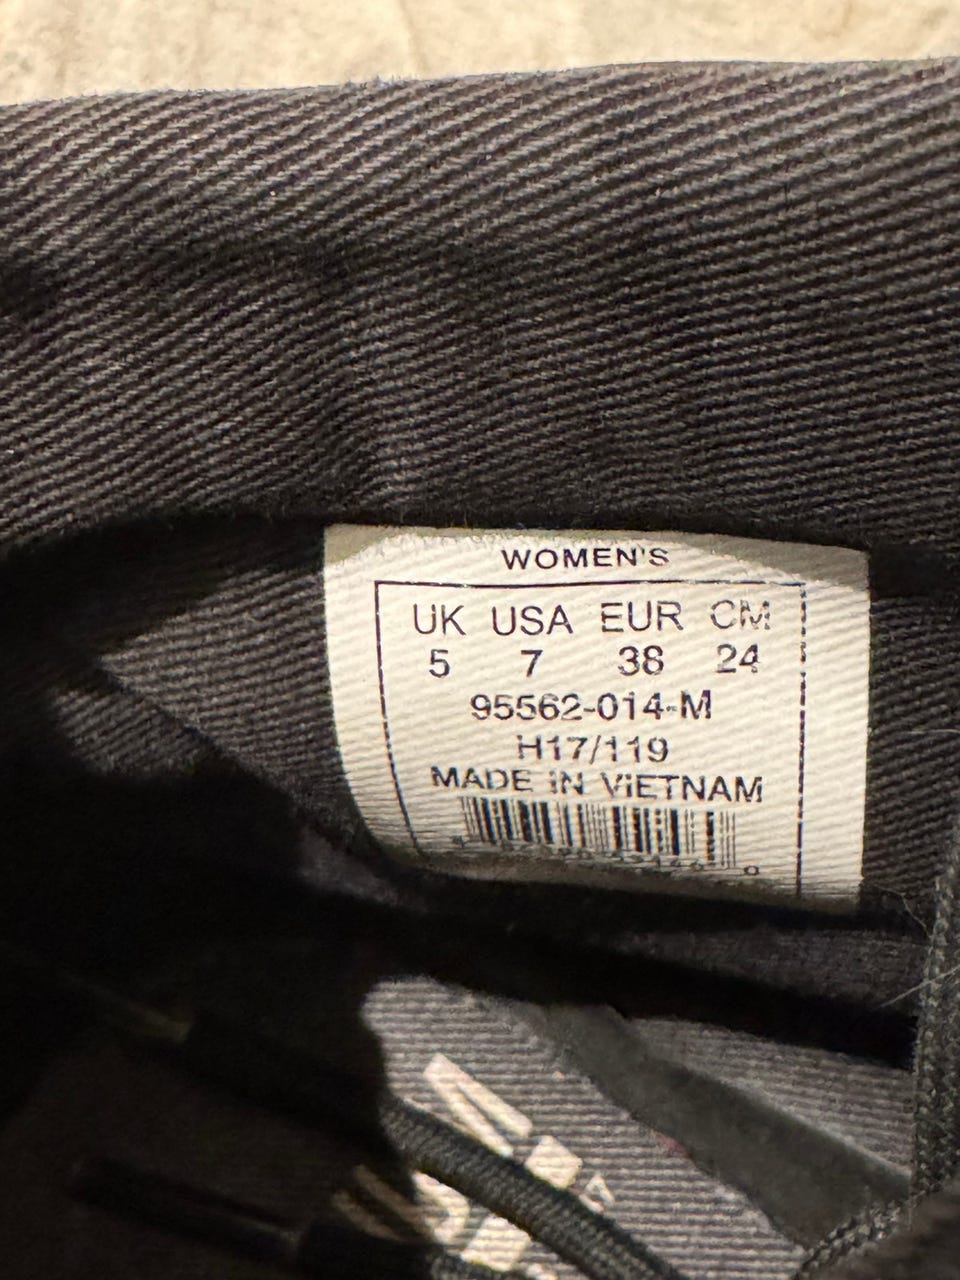 WOMEN'S
UK USA EUR CM
5 7 38 24
95562-014-M
H17/119
MADE IN VIETNAM